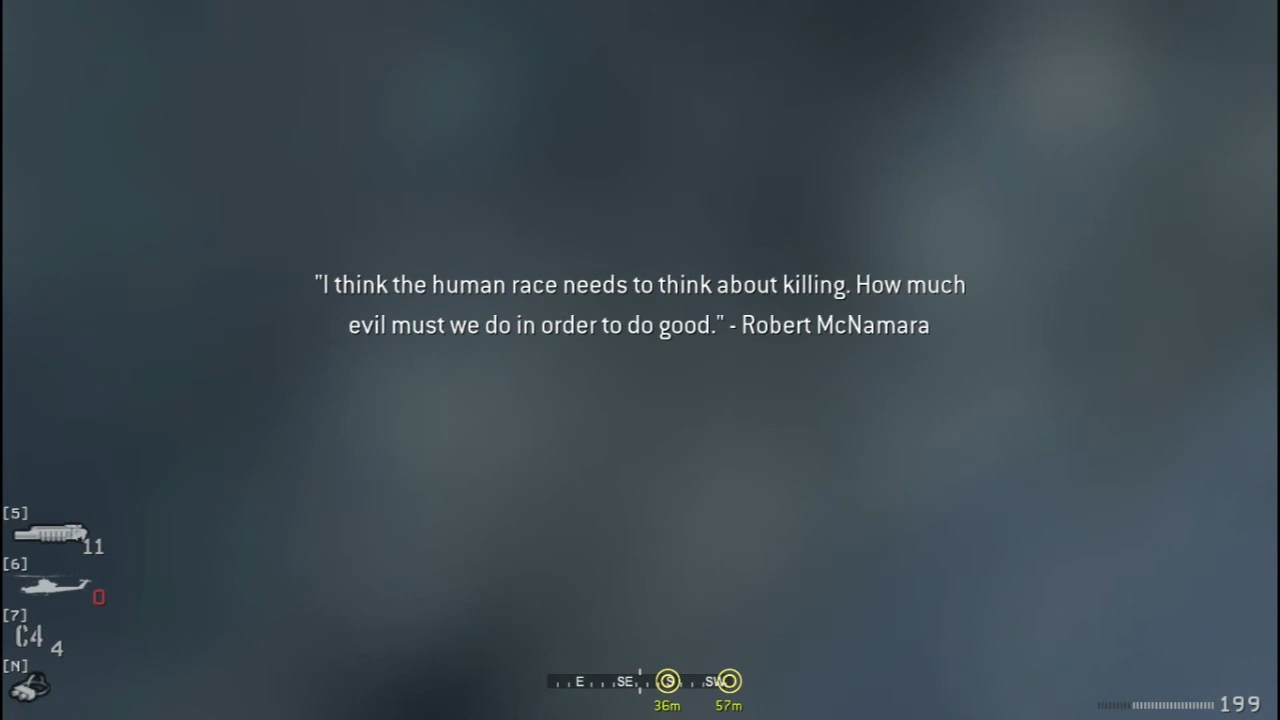 "I think the human race needs to think about killing. How much
evil must we do in order to do good." - Robert McNamara
[5]
11
[6]
0
[7]
C4 4
[N]
E SE S SW
36m 57m
199